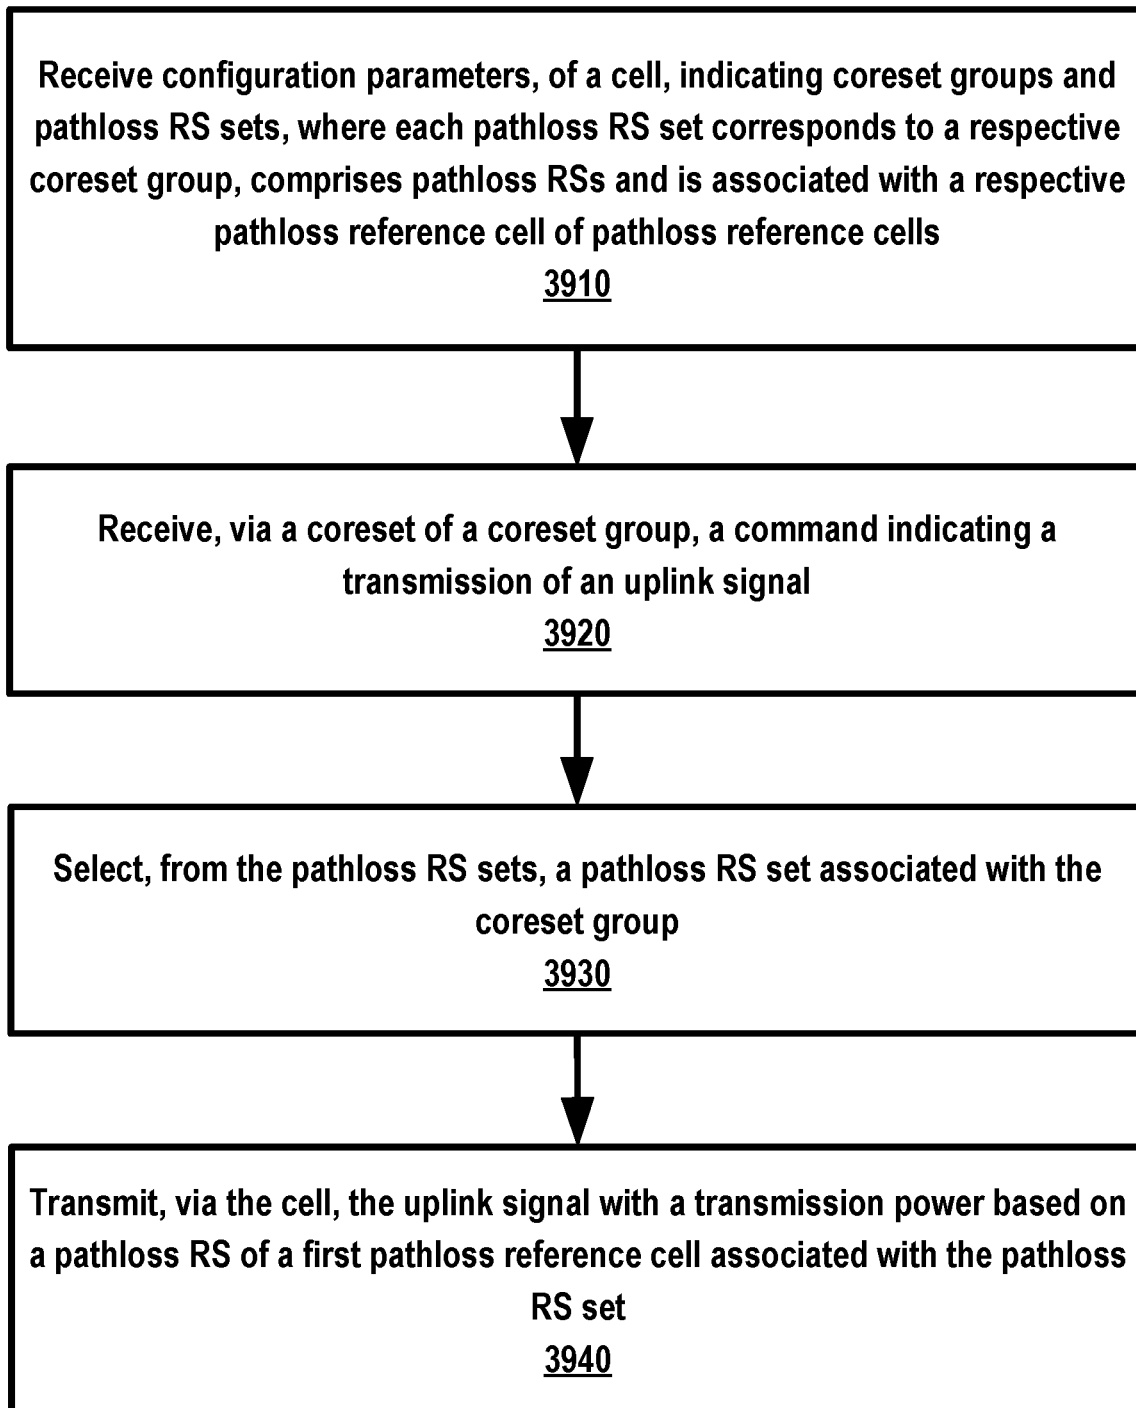 Receive configuration parameters, of a cell, indicating coreset groups and
pathloss RS sets, where each pathloss RS set corresponds to a respective
coreset group, comprises pathloss RSs and is associated with a respective
pathloss reference cell of pathloss reference cells
3910
Receive, via a coreset of a coreset group, a command indicating a
transmission of an uplink signal
3920
Select, from the pathloss RS sets, a pathloss RS set associated with the
coreset group
3930
Transmit, via the cell, the uplink signal with a transmission power based on
a pathloss RS of a first pathloss reference cell associated with the pathloss
RS set
3940